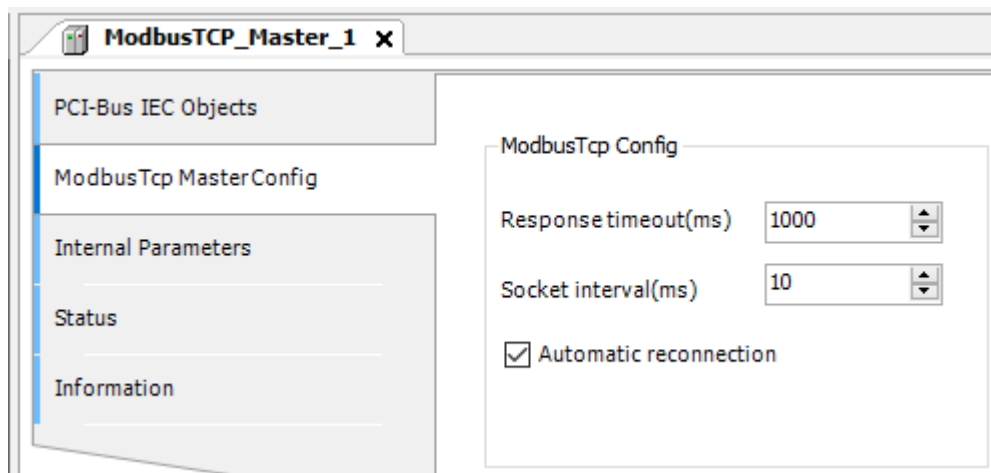 ModbusTCP_Master_1
PCI-Bus IEC Objects
ModbusTcp MasterConfig
Internal Parameters
Status
Information
ModbusTcp Config
Response timeout(ms) 1000
Socket interval(ms) 10
Automatic reconnection